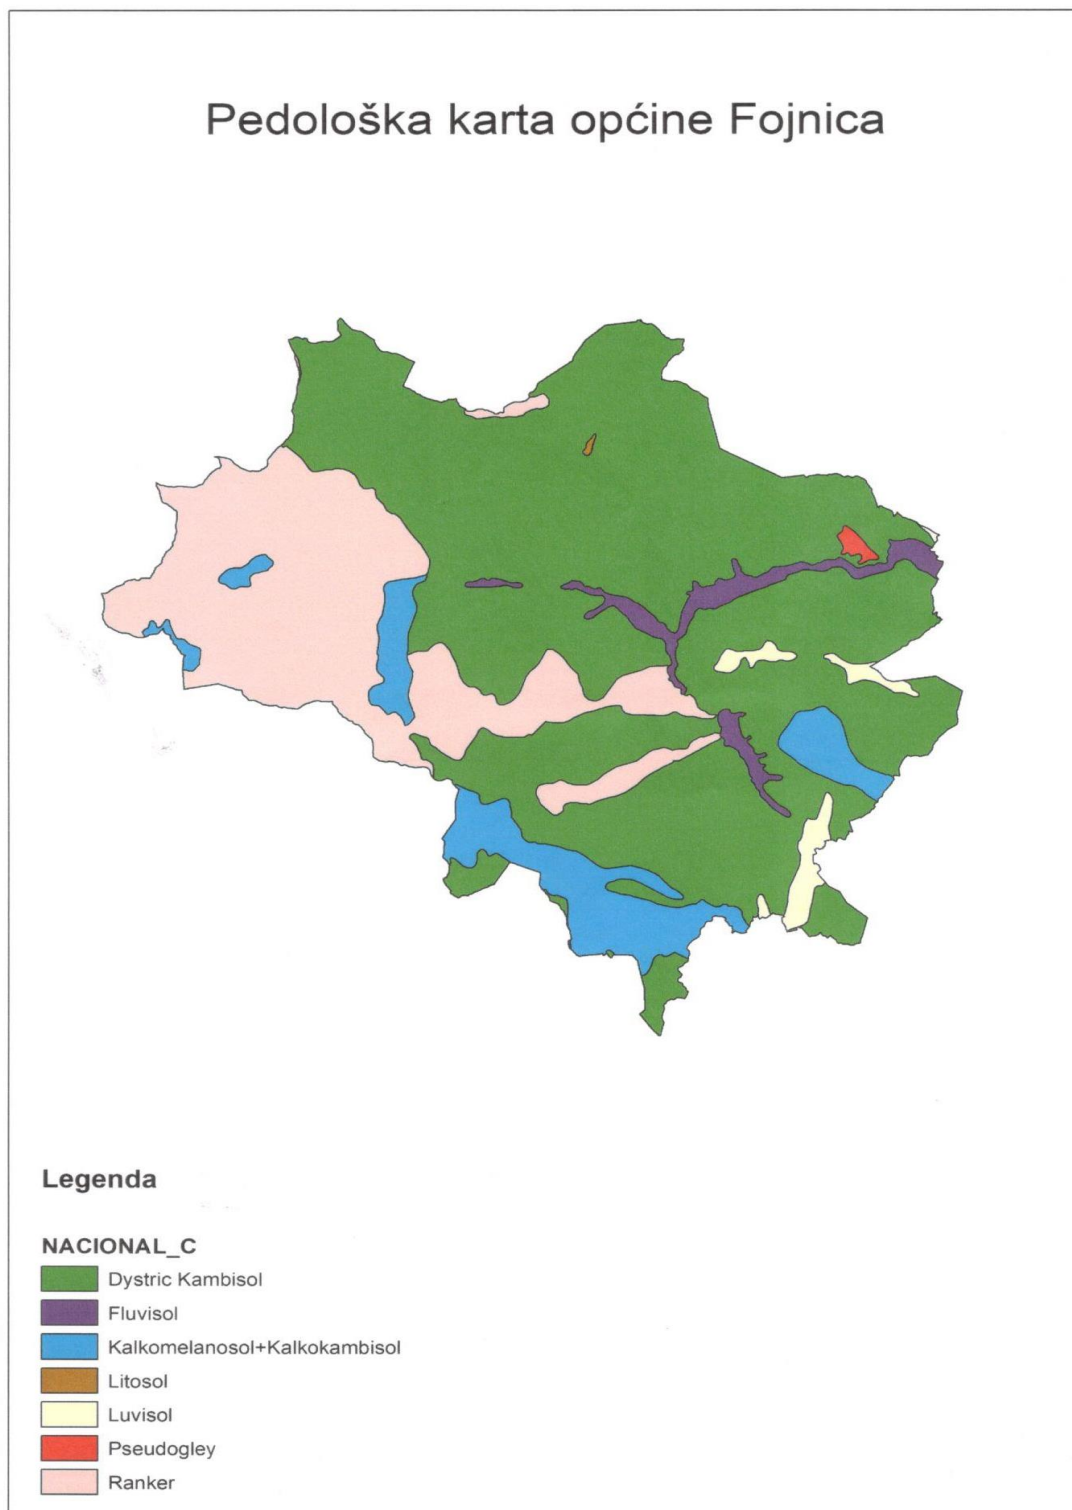 Pedološka karta općine Fojnica
Legenda
NACIONAL_C
Dystric Kambisol
Fluvisol
Kalkomelanosol+Kalkokambisol
Litosol
Luvisol
Pseudogley
Ranker